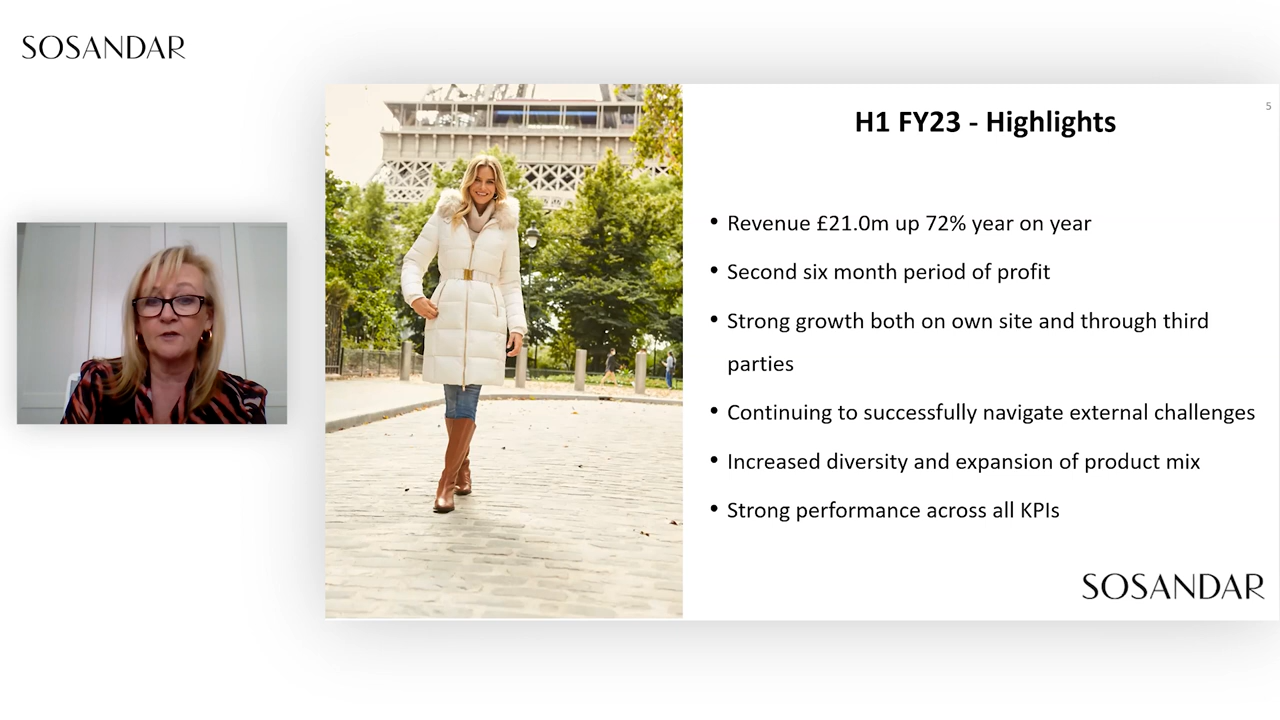 SOSANDAR
5
H1 FY23 - Highlights
• Revenue £21.0m up 72% year on year
• Second six month period of profit
• Strong growth both on own site and through third
parties
• Continuing to successfully navigate external challenges
• Increased diversity and expansion of product mix
• Strong performance across all KPIs
SOSANDAR